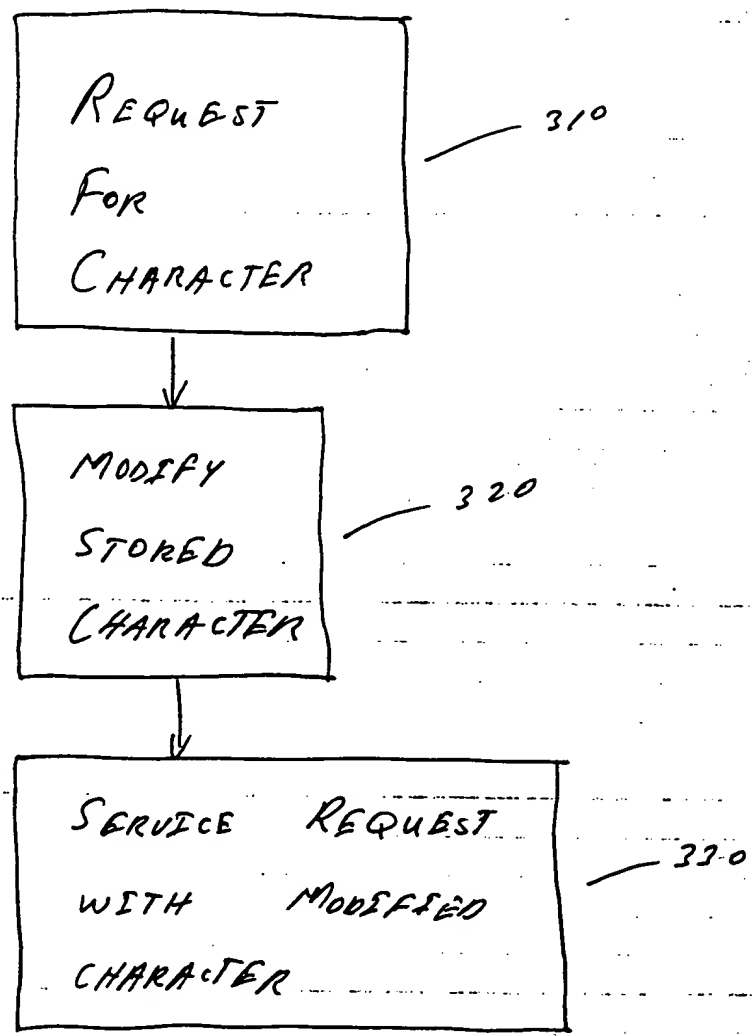 REQUEST
FOR
CHARACTER
310
MODIFY
STORED
CHARACTER
320
SERVICE REQUEST
WITH MODIFIED
CHARACTER
330